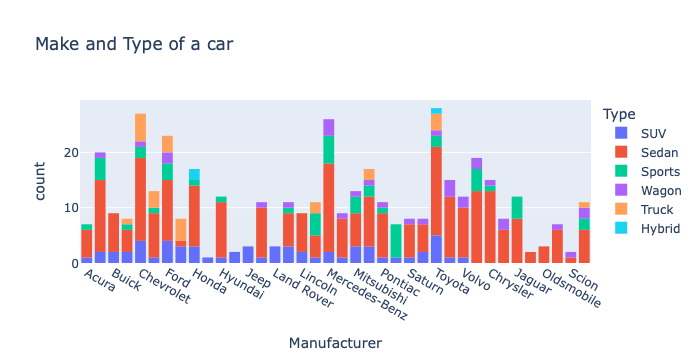 Make and Type of a car
count
20
10
0
Acura
Buick
Chevrolet
Ford
Honda
Hyundai
Jeep
Land Rover
Lincoln
Mercedes-Benz
Mitsubishi
Pontiac
Saturn
Toyota
Volvo
Chrysler
Jaguar
Oldsmobile
Scion
Manufacturer
Type
SUV
Sedan
Sports
Wagon
Truck
Hybrid